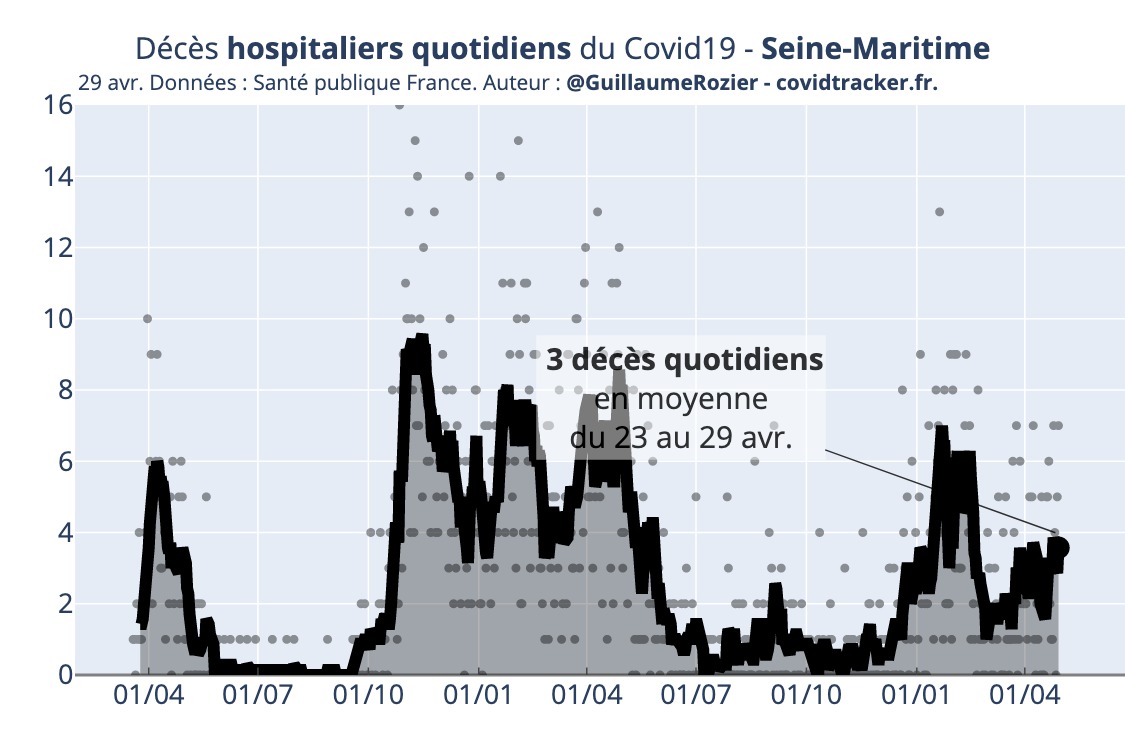 Décès hospitaliers quotidiens du Covid19 - Seine-Maritime
29 avr. Données : Santé publique France. Auteur : @GuillaumeRozier - covidtracker.fr.
16
14
12
10
3 décès quotidiens
8
en moyenne
du 23 au 29 avr.
6
4
2
0
01/04 01/07 01/10 01/01 01/04 01/07 01/10 01/01 01/04